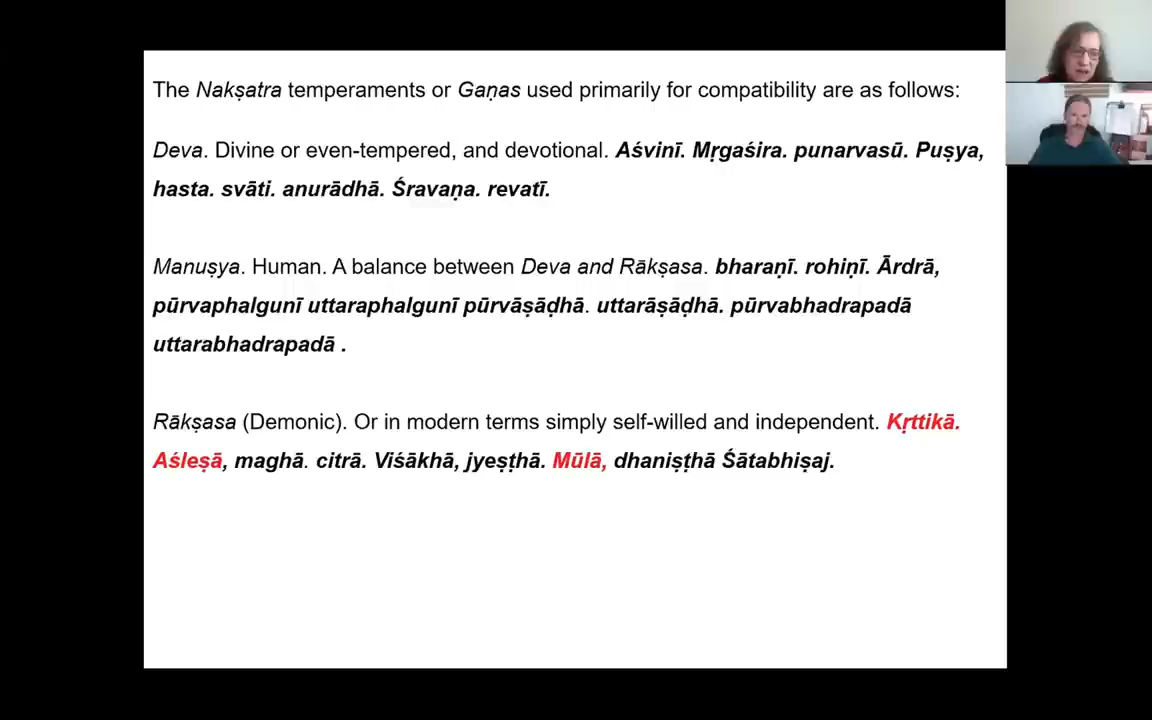 The Nakṣatra temperaments or Gaṇas used primarily for compatibility are as follows:
Deva. Divine or even-tempered, and devotional. Aśvinī. Mṛgaśira. punarvasū. Puṣya,
hasta. svāti. anurādhā. Śravaṇa. revatī.
Manuṣya. Human. A balance between Deva and Rākṣasa. bharaṇī. rohiṇī. Ārdrā,
pūrvaphalgunī uttaraphalgunī pūrvāṣāḍhā. uttarāṣāḍhā. pūrvabhadrapadā
uttarabhadrapadā .
Rākṣasa (Demonic). Or in modern terms simply self-willed and independent. Kṛttikā.
Aśleṣā, maghā. citrā. Viśākhā, jyeṣṭhā. Mūlā, dhaniṣṭhā Śātabhiṣaj.